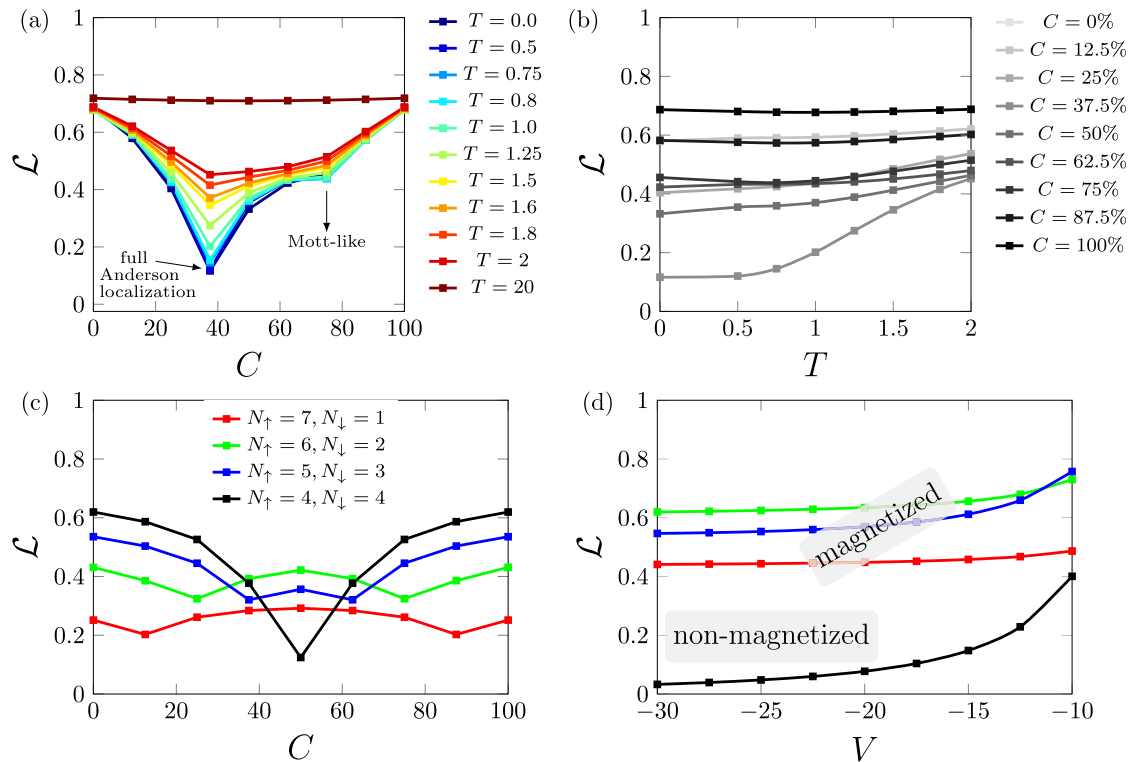 (a)
1
0.8
0.6
0.4
0.2
0
ℒ
0 20 40 60 80 100
C
full
Anderson
localization
Mott-like
T = 0.0
T = 0.5
T = 0.75
T = 0.8
T = 1.0
T = 1.25
T = 1.5
T = 1.6
T = 1.8
T = 2
T = 20
(b)
1
0.8
0.6
0.4
0.2
0
ℒ
0 0.5 1 1.5 2
T
C = 0%
C = 12.5%
C = 25%
C = 37.5%
C = 50%
C = 62.5%
C = 75%
C = 87.5%
C = 100%
(c)
1
0.8
0.6
0.4
0.2
0
ℒ
0 20 40 60 80 100
C
N↑ = 7, N↓ = 1
N↑ = 6, N↓ = 2
N↑ = 5, N↓ = 3
N↑ = 4, N↓ = 4
(d)
1
0.8
0.6
0.4
0.2
0
ℒ
−30 −25 −20 −15 −10
V
magnetized
non-magnetized